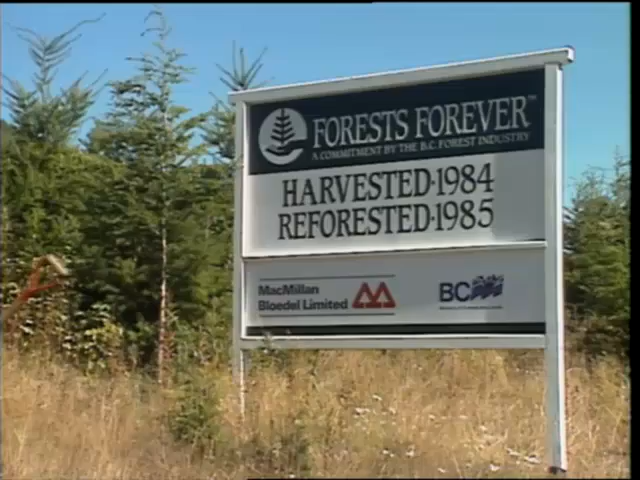 FORESTS FOREVER™
A COMMITMENT BY THE B.C. FOREST INDUSTRY
HARVESTED·1984
REFORESTED·1985
MacMillan
Bloedel Limited
BC